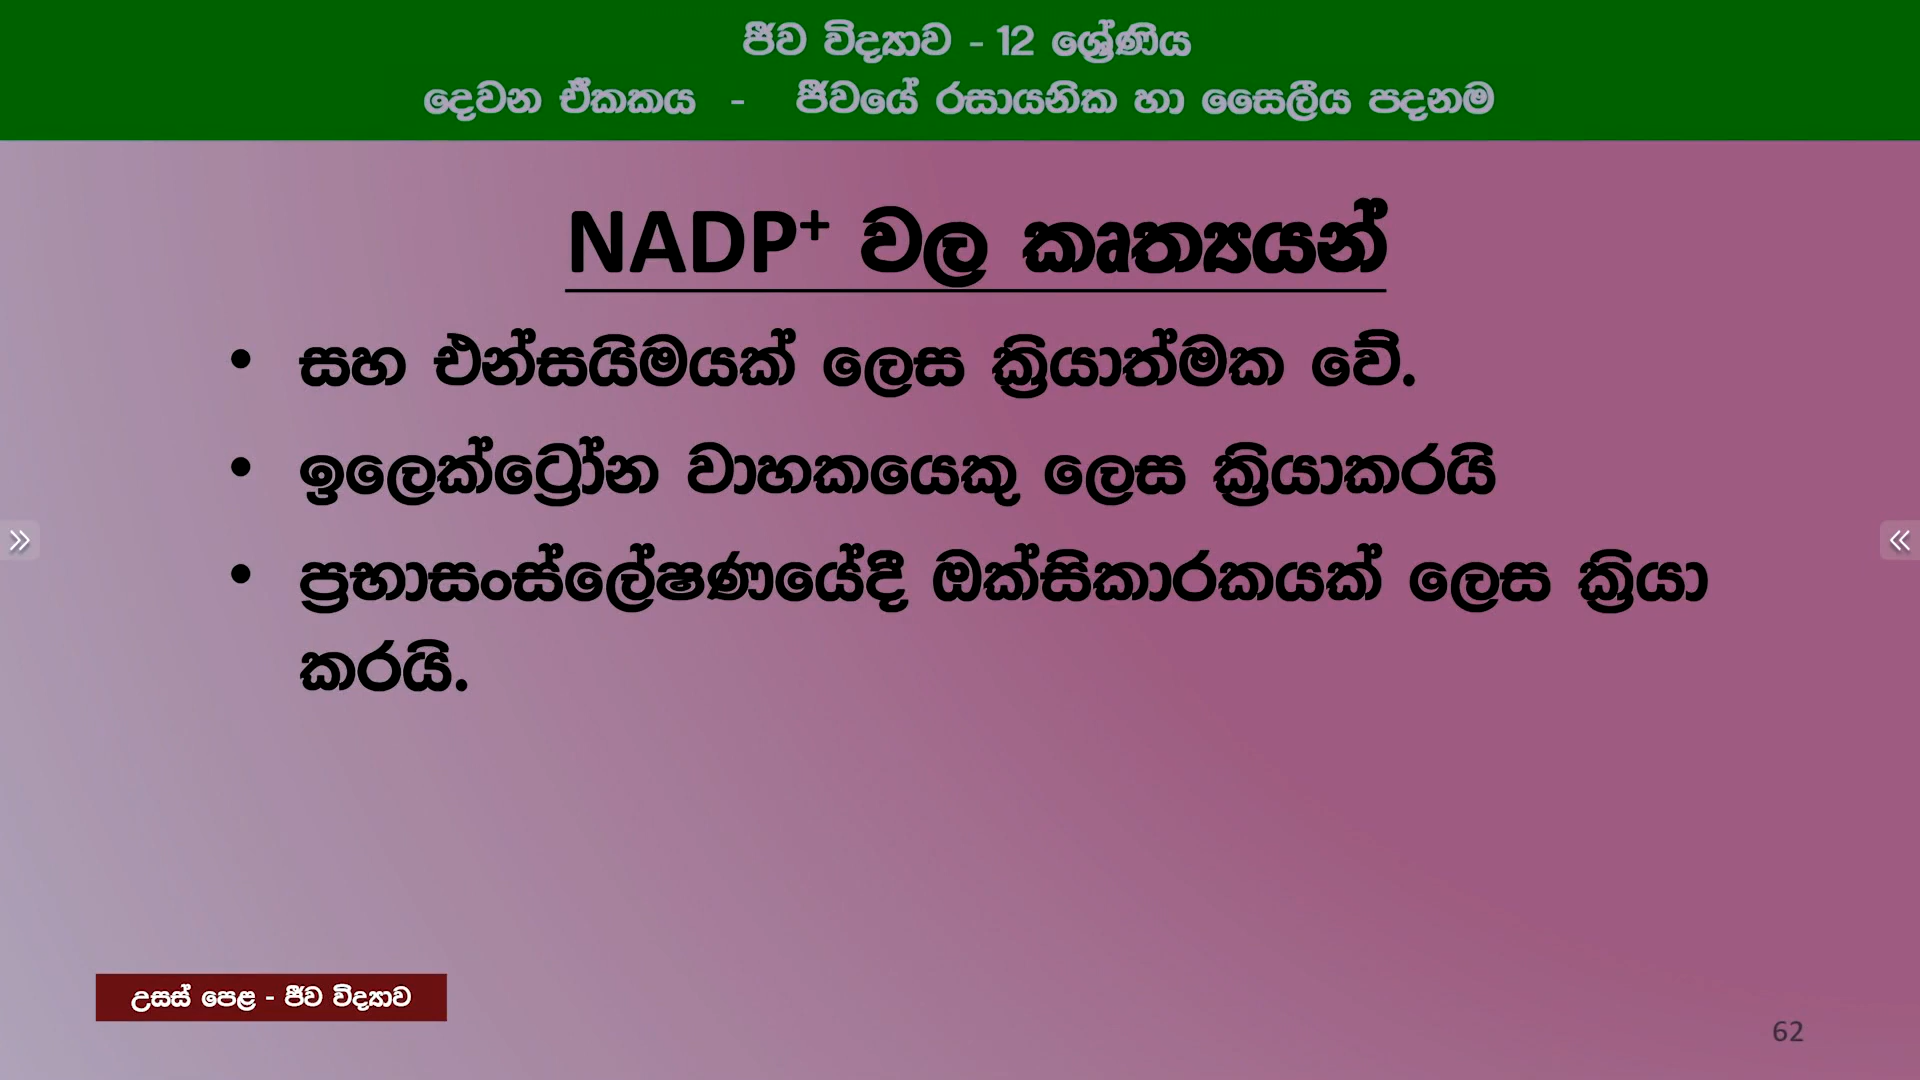 ජීව විද්‍යාව - 12 ශ්‍රේණිය
දෙවන ඒකකය - ජීවයේ රසායනික හා සෛලීය පදනම
NADP⁺ වල කෘත්‍යයන්
• සහ එන්සයිමයක් ලෙස ක්‍රියාත්මක වේ.
• ඉලෙක්ට්‍රෝන වාහකයෙකු ලෙස ක්‍රියාකරයි
• ප්‍රභාසංස්ලේෂණයේදී ඔක්සිකාරකයක් ලෙස ක්‍රියා
කරයි.
උසස් පෙළ - ජීව විද්‍යාව
62